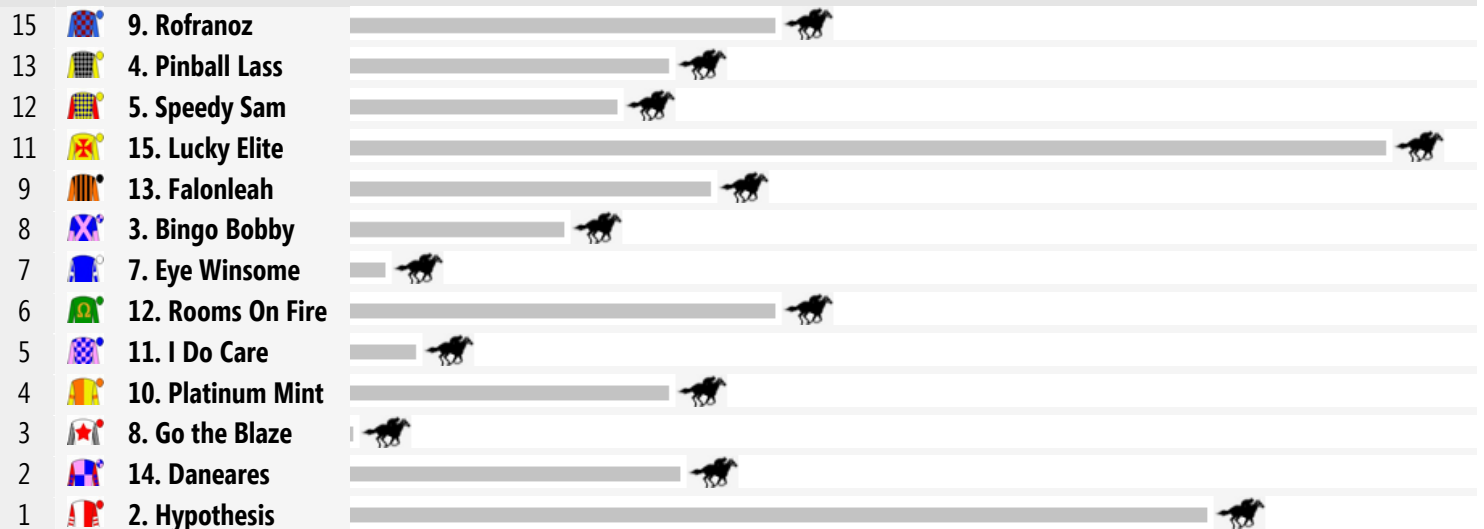 15 9. Rofranoz
13 4. Pinball Lass
12 5. Speedy Sam
11 15. Lucky Elite
9 13. Falonleah
8 3. Bingo Bobby
7 7. Eye Winsome
6 Ω 12. Rooms On Fire
5 11. I Do Care
4 10. Platinum Mint
3 8. Go the Blaze
2 14. Daneares
1 2. Hypothesis